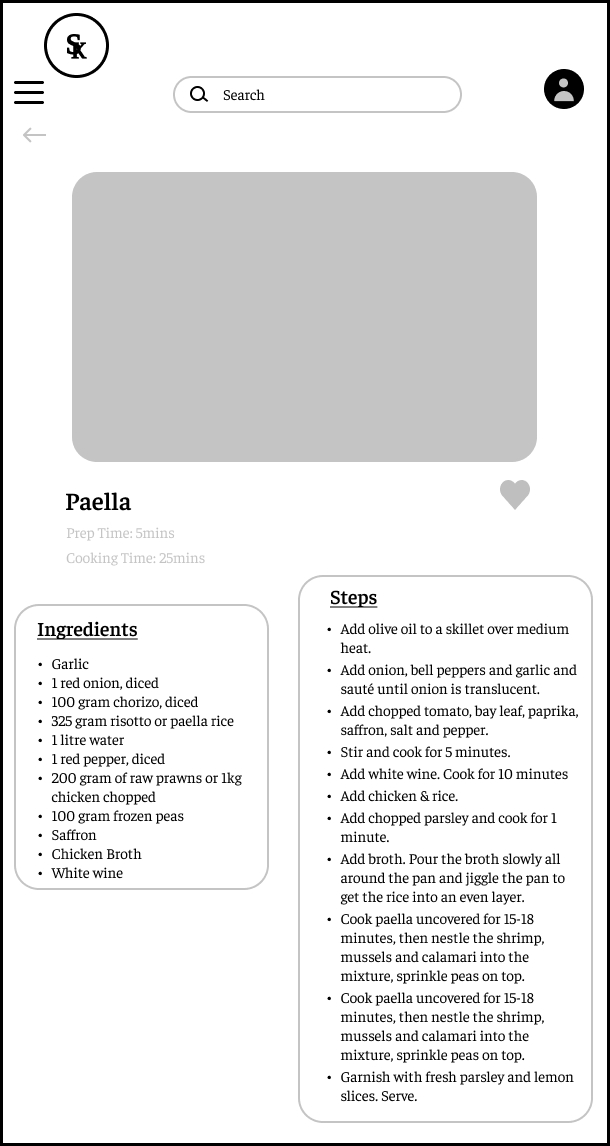 SK
Search
Paella
Prep Time: 5mins
Cooking Time: 25mins
Ingredients
• Garlic
• 1 red onion, diced
• 100 gram chorizo, diced
• 325 gram risotto or paella rice
• 1 litre water
• 1 red pepper, diced
• 200 gram of raw prawns or 1kg
chicken chopped
• 100 gram frozen peas
• Saffron
• Chicken Broth
• White wine
Steps
• Add olive oil to a skillet over medium
heat.
• Add onion, bell peppers and garlic and
sauté until onion is translucent.
• Add chopped tomato, bay leaf, paprika,
saffron, salt and pepper.
• Stir and cook for 5 minutes.
• Add white wine. Cook for 10 minutes
• Add chicken & rice.
• Add chopped parsley and cook for 1
minute.
• Add broth. Pour the broth slowly all
around the pan and jiggle the pan to
get the rice into an even layer.
• Cook paella uncovered for 15-18
minutes, then nestle the shrimp,
mussels and calamari into the
mixture, sprinkle peas on top.
• Cook paella uncovered for 15-18
minutes, then nestle the shrimp,
mussels and calamari into the
mixture, sprinkle peas on top.
• Garnish with fresh parsley and lemon
slices. Serve.